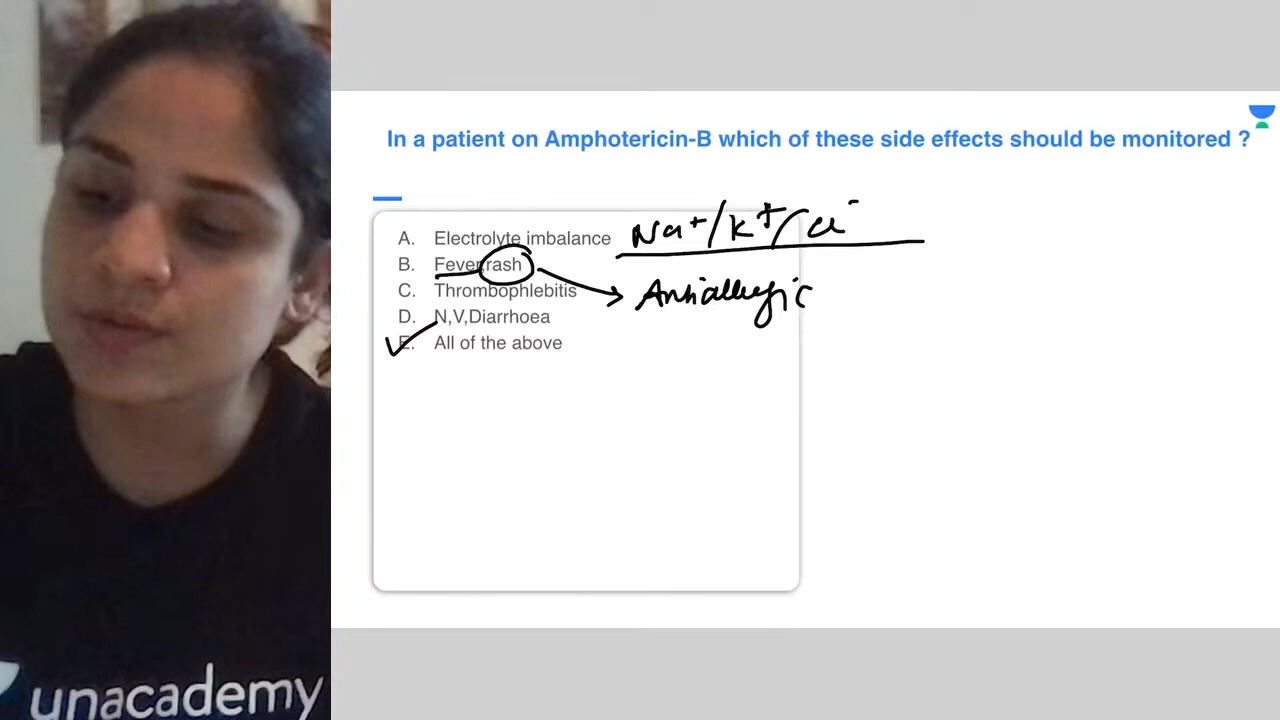 In a patient on Amphotericin-B which of these side effects should be monitored ?
A. Electrolyte imbalance Na+/K+/Cl-
B. Fever,rash
Antiallergic
C. Thrombophlebitis
D. N,V,Diarrhoea
E. All of the above
unacademy